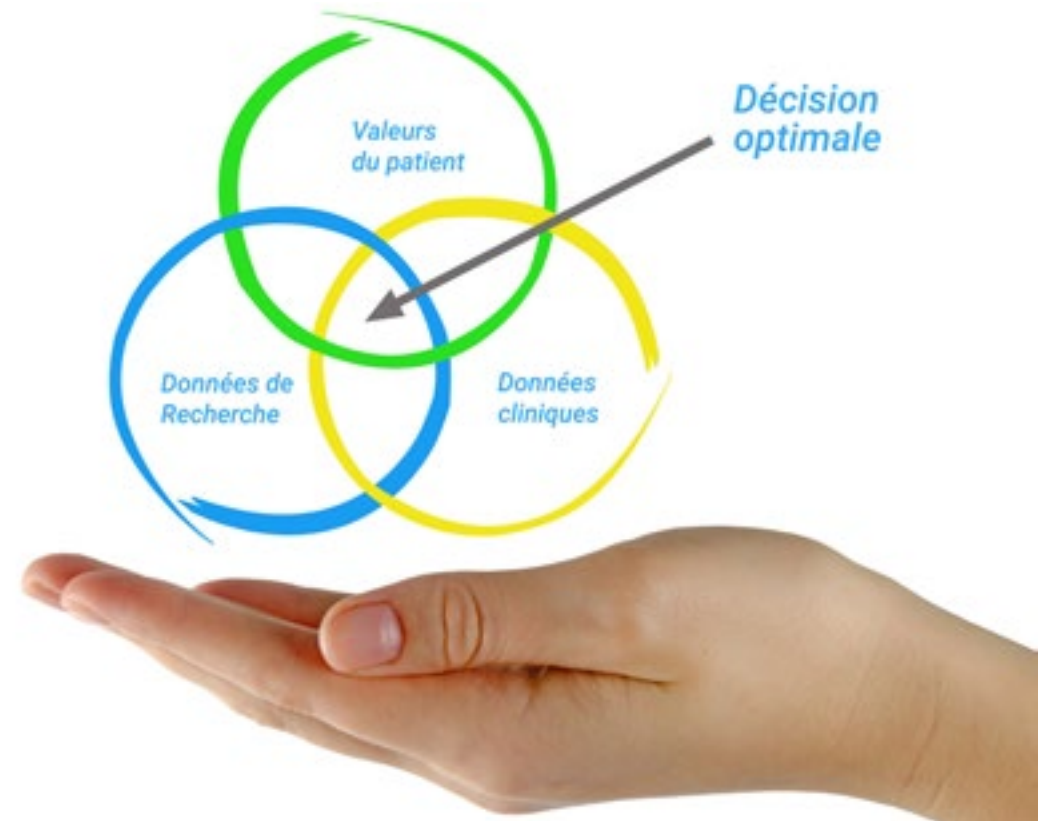 Valeurs
du patient
Décision
optimale
Données de
Recherche
Données
cliniques